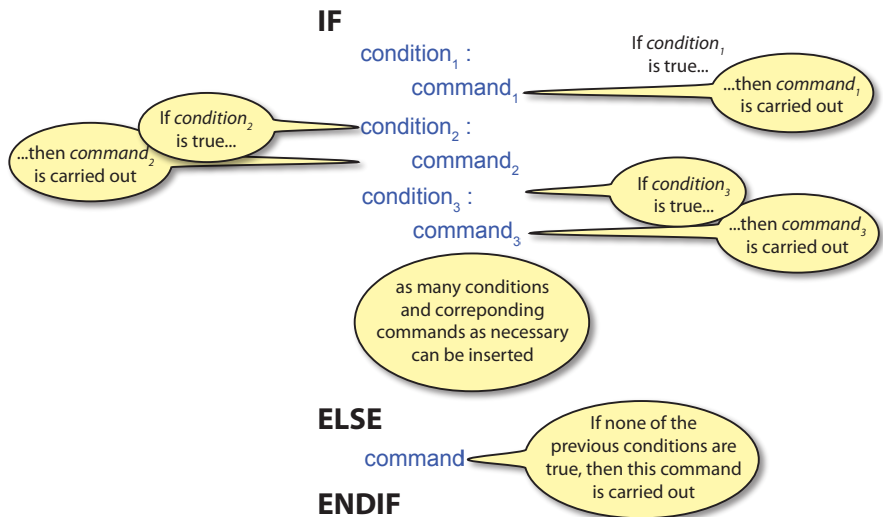 IF
condition₁ :
If condition₁
is true...
command₁
...then command₁
is carried out
If condition₂
is true...
condition₂ :
...then command₂
is carried out
command₂
condition₃ :
If condition₃
is true...
command₃
...then command₃
is carried out
as many conditions
and correponding
commands as necessary
can be inserted
ELSE
command
If none of the
previous conditions are
true, then this command
is carried out
ENDIF